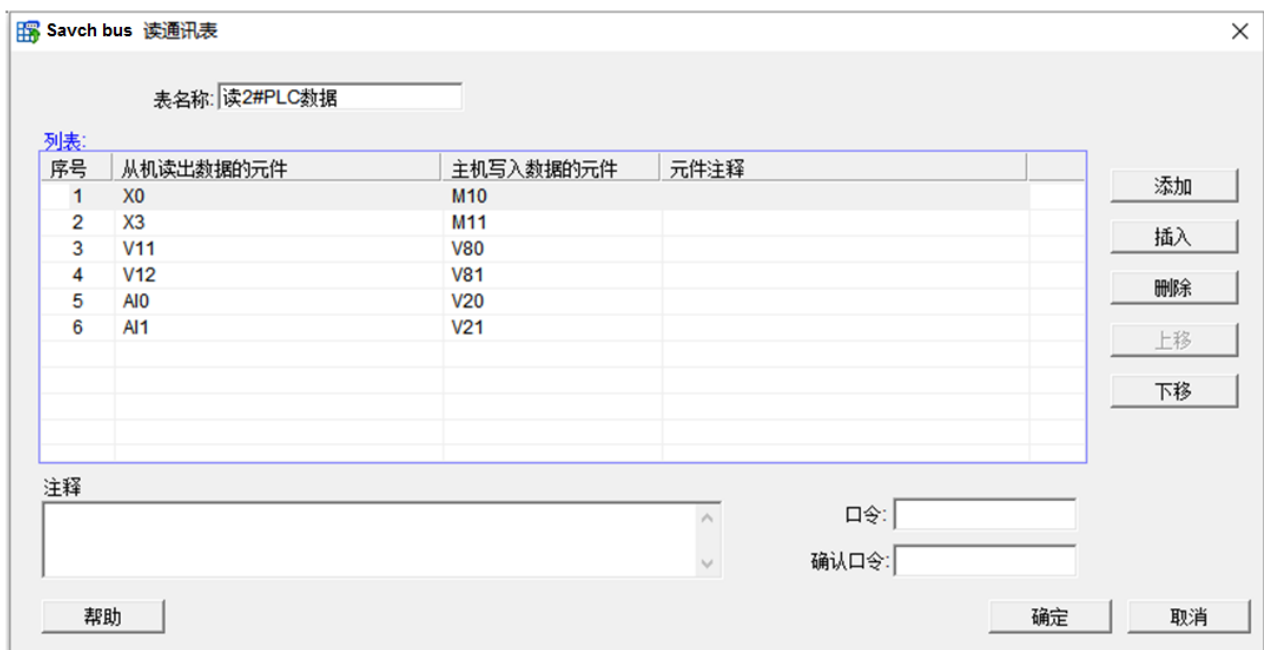 Savch bus 读通讯表
表名称: 读2#PLC数据
列表:
序号 从机读出数据的元件 主机写入数据的元件 元件注释
1 X0 M10
2 X3 M11
3 V11 V80
4 V12 V81
5 AI0 V20
6 AI1 V21
添加
插入
删除
上移
下移
注释
口令:
确认口令:
帮助 确定 取消